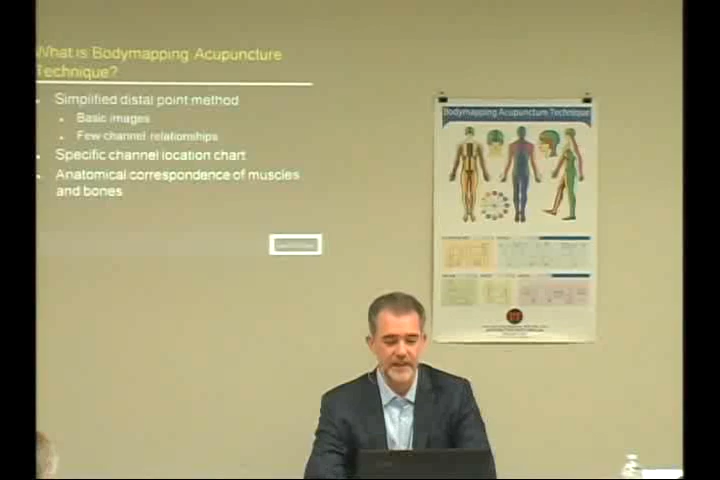 What is Bodymapping Acupuncture
Technique?
Simplified distal point method
Basic images
Few channel relationships
Specific channel location chart
Anatomical correspondence of muscles
and bones
Bodymapping Acupuncture Technique